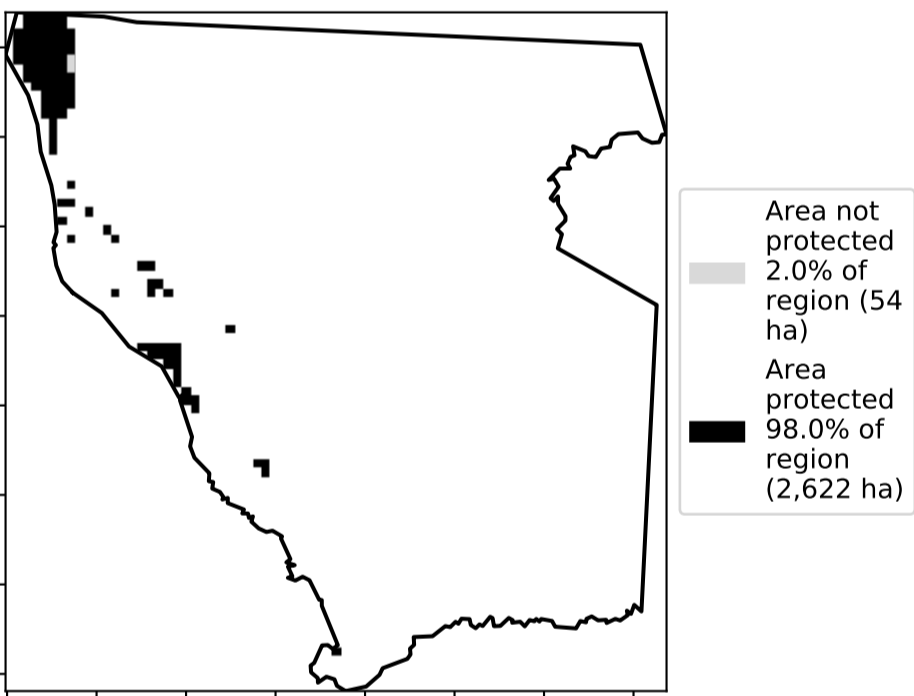 Area not
protected
2.0% of
region (54
ha)
Area
protected
98.0% of
region
(2,622 ha)